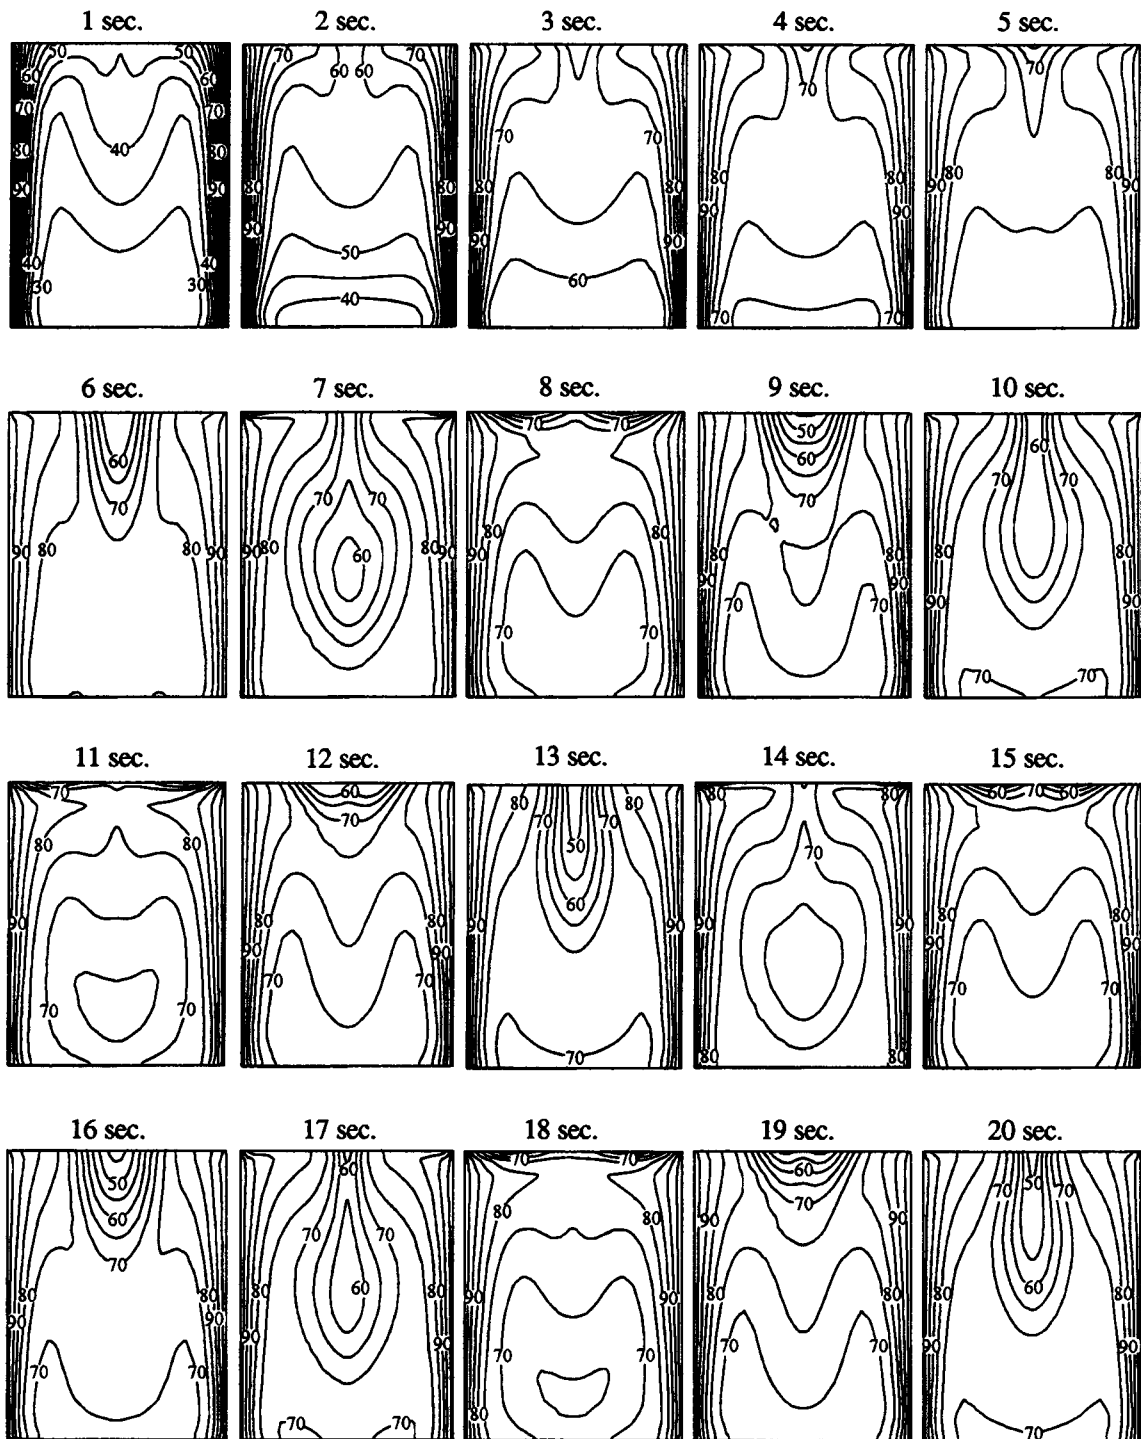 1 sec. 2 sec. 3 sec. 4 sec. 5 sec.
50 50 60 60 70 70 80 80 90 90 40 40 40 30 30
70 70 60 60 80 80 90 90 50 40
70 70 80 80 90 90 60
70 80 80 90 90 70 70
70 80 80 90 90
6 sec. 7 sec. 8 sec. 9 sec. 10 sec.
60 70 80 80 90 90
70 70 60 80 80 90 90
70 70 80 80 70 70
50 60 70 80 80 90 90 70 70
60 70 70 80 80 90 90 70 70
11 sec. 12 sec. 13 sec. 14 sec. 15 sec.
70 80 80 90 90 70 70
60 70 80 80 90 90 70 70
80 80 70 70 50 60 90 90 70
80 80 70 90 90 80 80
60 70 60 80 80 90 90 70 70
16 sec. 17 sec. 18 sec. 19 sec. 20 sec.
50 60 70 80 80 90 90 70 70
60 70 70 60 80 80 90 90 70 70
70 70 80 80 90 90 70 70 80
60 70 90 90 80 80 70 70
50 70 70 60 80 80 90 90 70